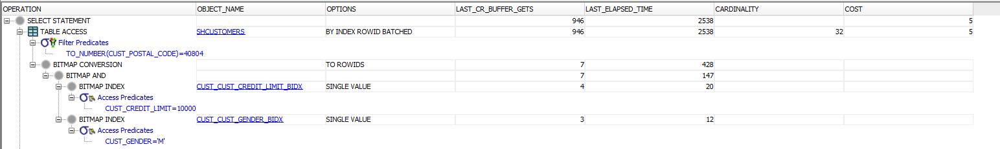 OPERATION OBJECT_NAME OPTIONS LAST_CR_BUFFER_GETS LAST_ELAPSED_TIME CARDINALITY COST
SELECT STATEMENT 946 2538 5
TABLE ACCESS SHCUSTOMERS BY INDEX ROWID BATCHED 946 2538 32 5
Filter Predicates
TO_NUMBER(CUST_POSTAL_CODE)=40804
BITMAP CONVERSION TO ROWIDS 7 428
BITMAP AND 7 147
BITMAP INDEX CUST_CUST_CREDIT_LIMIT_BIDX SINGLE VALUE 4 20
Access Predicates
CUST_CREDIT_LIMIT=10000
BITMAP INDEX CUST_CUST_GENDER_BIDX SINGLE VALUE 3 12
Access Predicates
CUST_GENDER='M'